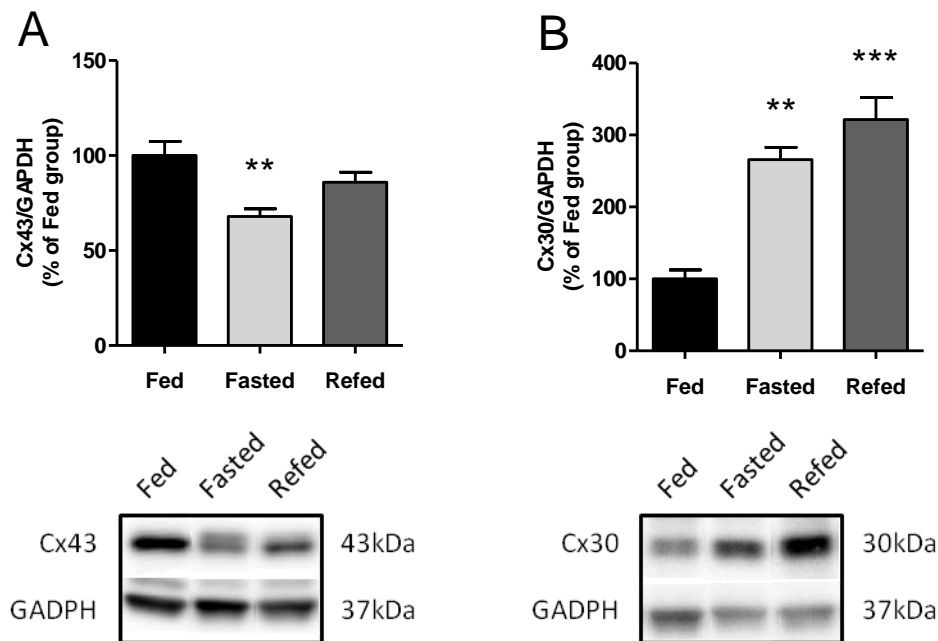 A
Cx43/GAPDH
(% of Fed group)
150
100
50
0
**
Fed Fasted Refed
Fed Fasted Refed
Cx43 43kDa
GADPH 37kDa
B
Cx30/GAPDH
(% of Fed group)
400
300
200
100
0
**
***
Fed Fasted Refed
Fed Fasted Refed
Cx30 30kDa
GADPH 37kDa